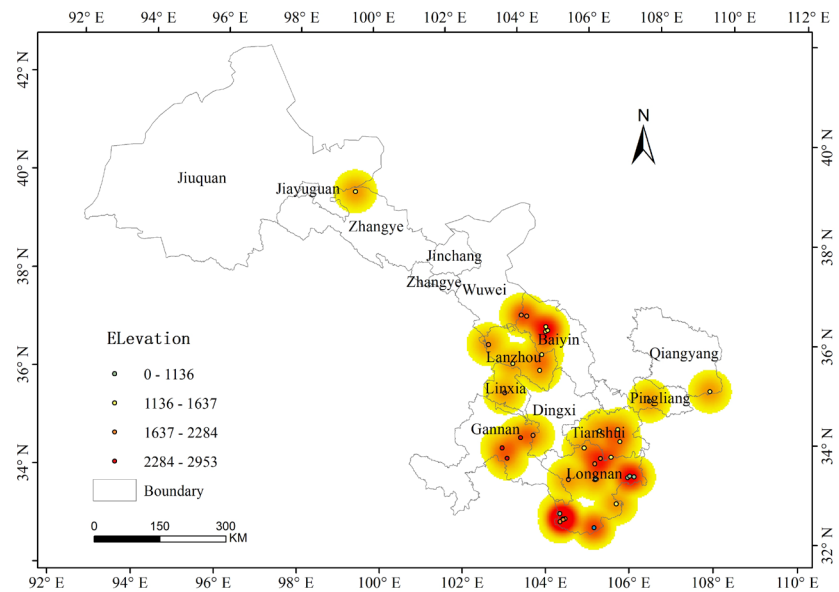 92° E 94° E 96° E 98° E 100° E 102° E 104° E 106° E 108° E 110° E 112° E
42° N
40° N
38° N
36° N
34° N
40° N
38° N
36° N
34° N
32° N
N
Jiuquan
Jiayuguan
Zhangye
Jinchang
Zhangye
Wuwei
Baiyin
Lanzhou
Qiangyang
Linxia
Pingliang
Dingxi
Gannan
Tianshui
Longnan
ELevation
0 - 1136
1136 - 1637
1637 - 2284
2284 - 2953
Boundary
0 150 300
KM
92° E 94° E 96° E 98° E 100° E 102° E 104° E 106° E 108° E 110° E